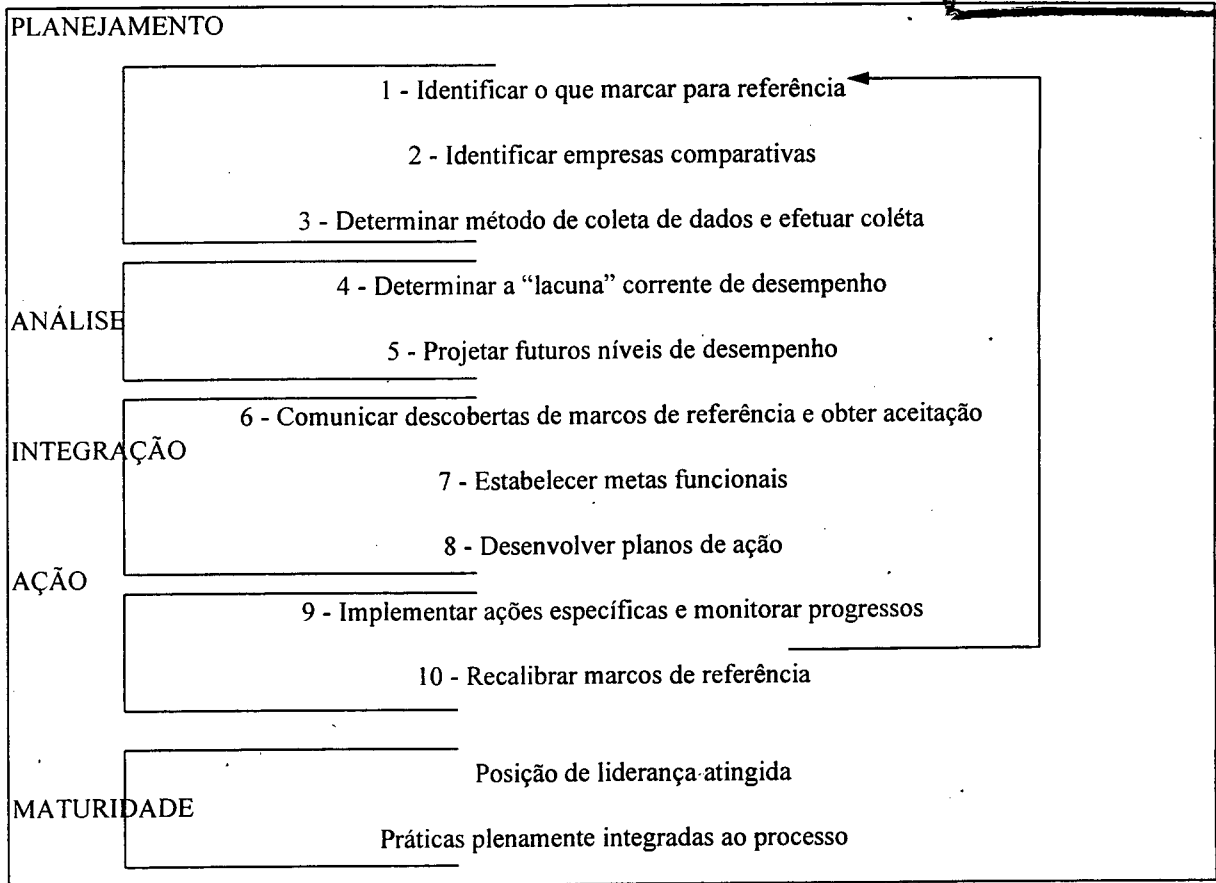 PLANEJAMENTO
1 - Identificar o que marcar para referência
2 - Identificar empresas comparativas
3 - Determinar método de coleta de dados e efetuar coléta
4 - Determinar a “lacuna” corrente de desempenho
ANÁLISE
5 - Projetar futuros níveis de desempenho
6 - Comunicar descobertas de marcos de referência e obter aceitação
INTEGRAÇÃO
7 - Estabelecer metas funcionais
8 - Desenvolver planos de ação
AÇÃO
9 - Implementar ações específicas e monitorar progressos
10 - Recalibrar marcos de referência
Posição de liderança atingida
MATURIDADE
Práticas plenamente integradas ao processo